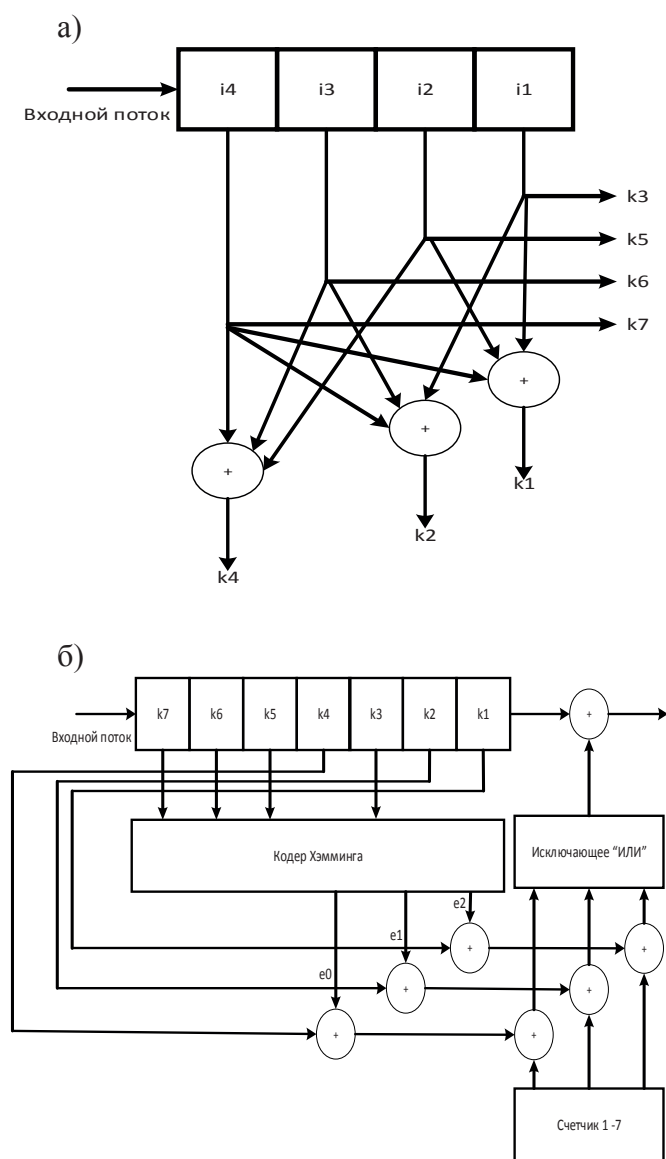 а)
i4 i3 i2 i1
Входной поток
k3
k5
k6
k7
+
+
+
k1
k2
k4
б)
k7 k6 k5 k4 k3 k2 k1
+
Входной поток
Кодер Хэмминга
Исключающее “ИЛИ”
e2
e1
+
+
e0
+
+
+
+
Счетчик 1 -7